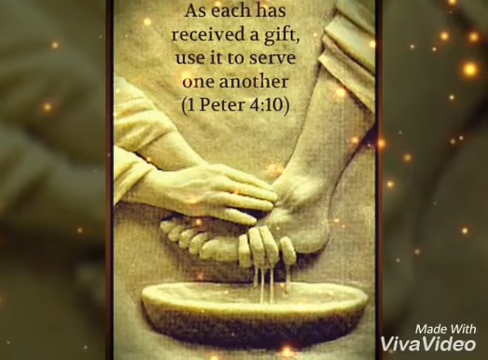 As each has
received a gift,
use it to serve
one another
(1 Peter 4:10)
Made With
VivaVideo